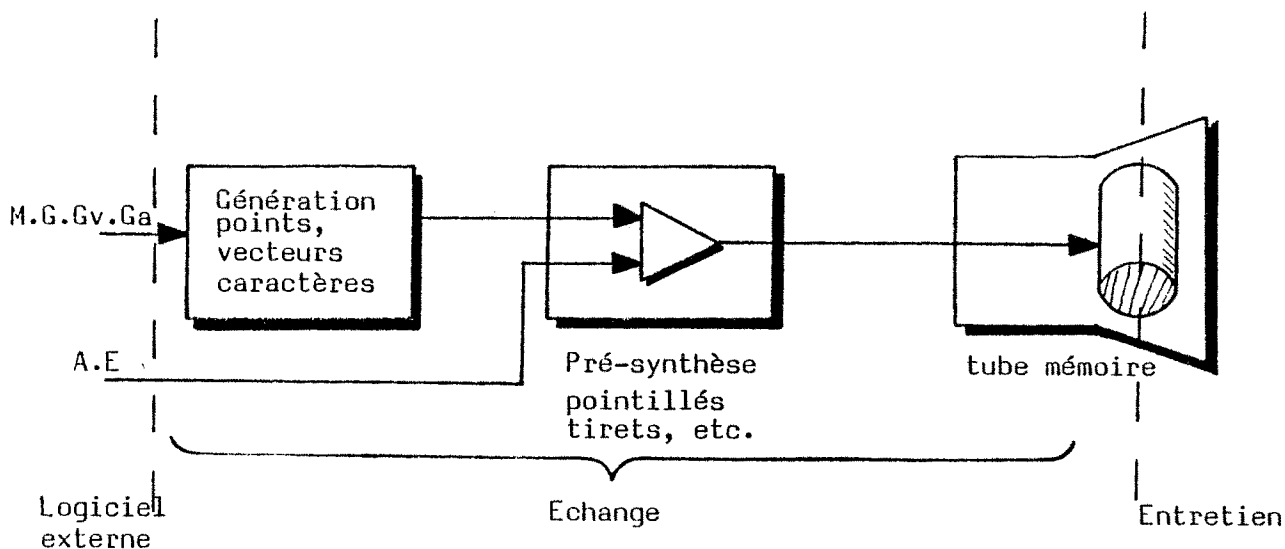 M.G.Gv.Ga
Génération
points,
vecteurs
caractères
A.E
Pré-synthèse
pointillés
tirets, etc.
tube mémoire
Logiciel
externe
Echange
Entretien